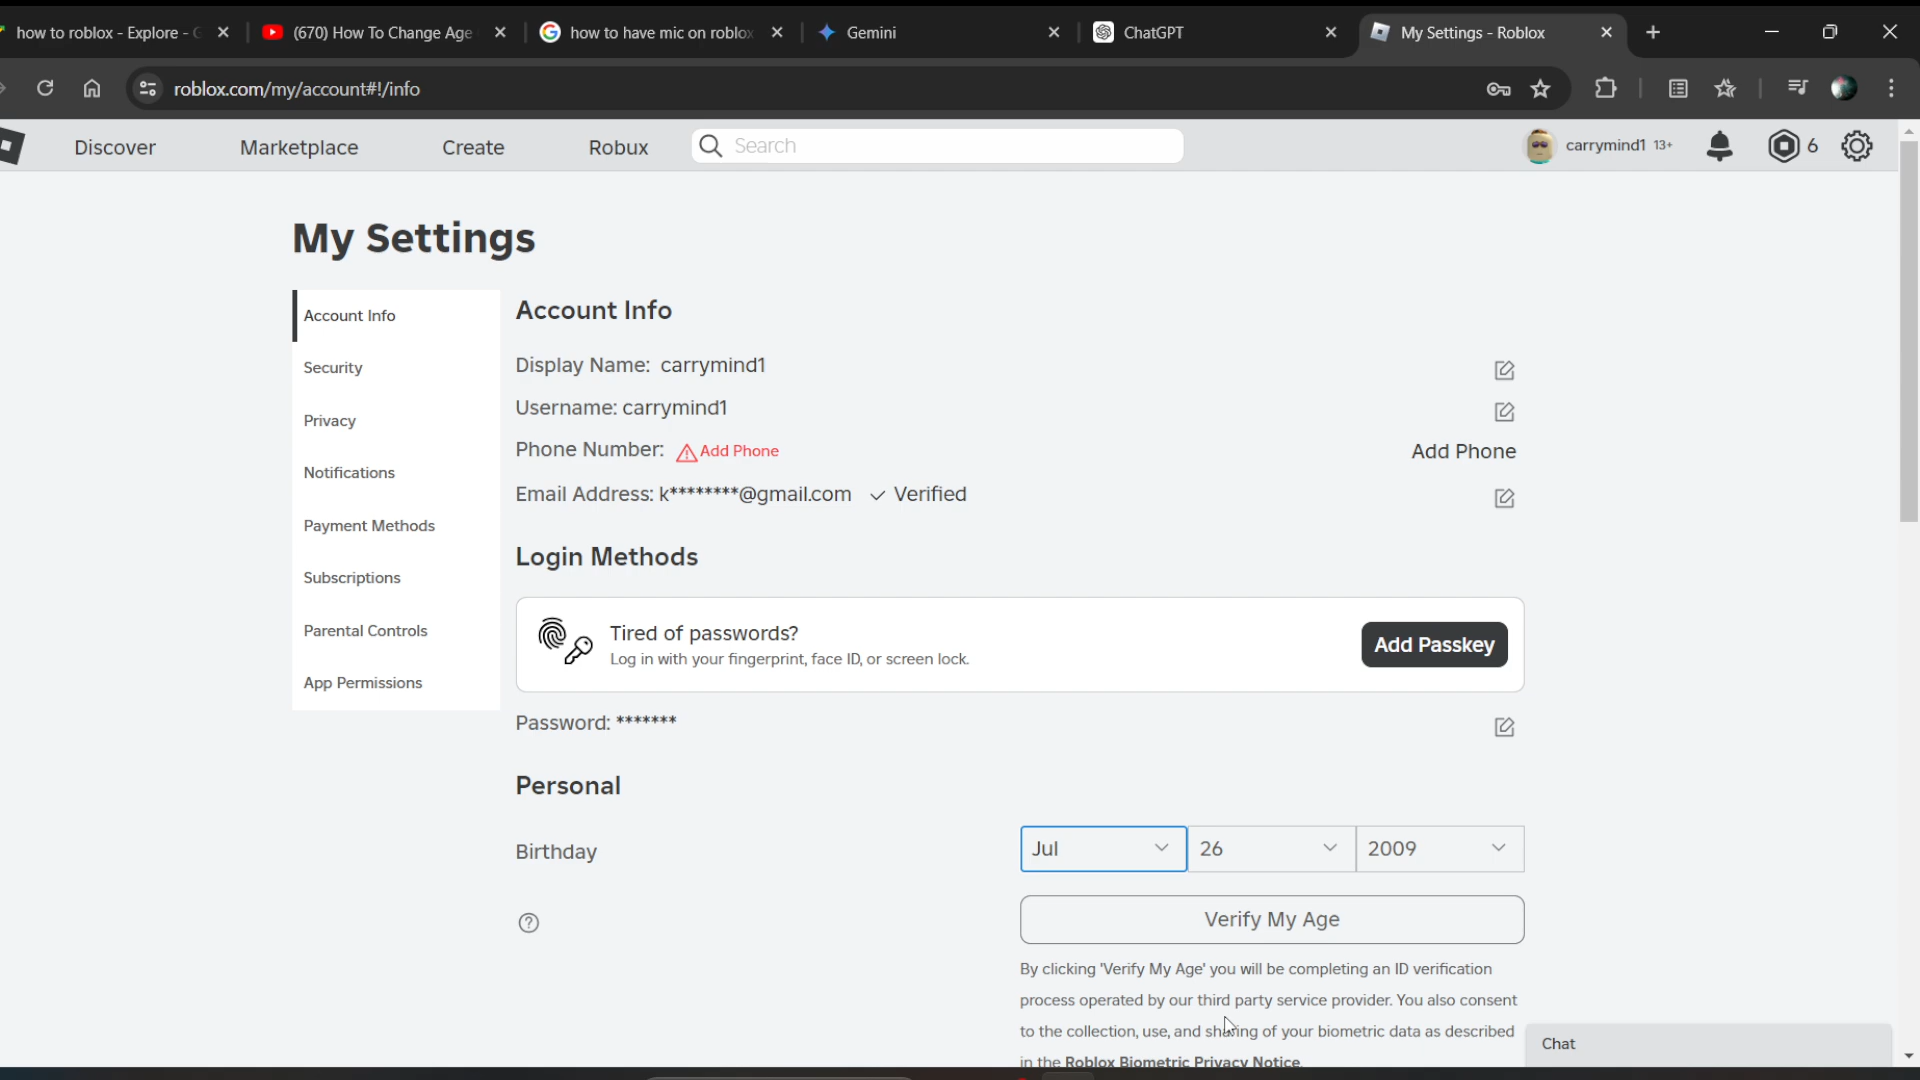 how to roblox - Explore - G
(670) How To Change Age
how to have mic on roblox
Gemini
ChatGPT
My Settings - Roblox
roblox.com/my/account#!/info
Discover
Marketplace
Create
Robux
Search
carrymind1 13+
6
My Settings
Account Info
Security
Privacy
Notifications
Payment Methods
Subscriptions
Parental Controls
App Permissions
Account Info
Display Name: carrymind1
Username: carrymind1
Phone Number: Add Phone
Add Phone
Email Address: k********@gmail.com ✓ Verified
Login Methods
Tired of passwords?
Log in with your fingerprint, face ID, or screen lock.
Add Passkey
Password: *******
Personal
Birthday
Jul
26
2009
Verify My Age
By clicking 'Verify My Age' you will be completing an ID verification
process operated by our third party service provider. You also consent
to the collection, use, and sharing of your biometric data as described
in the Roblox Biometric Privacy Notice.
Chat